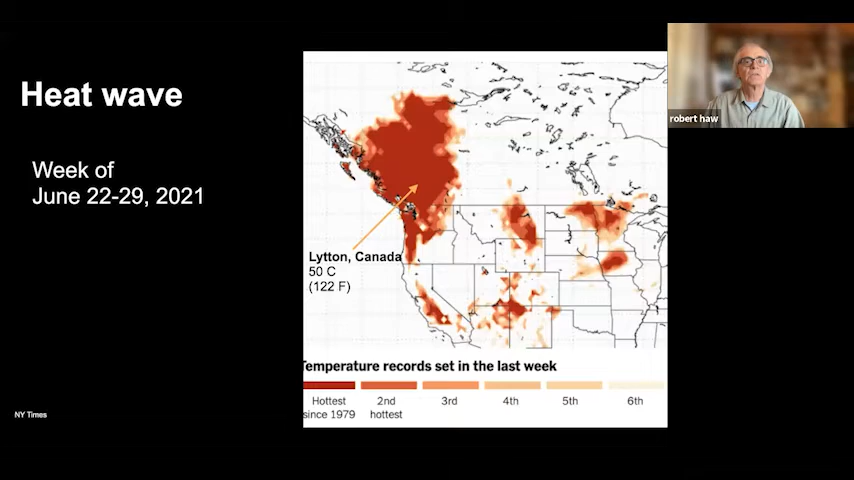 Heat wave
Week of
June 22-29, 2021
Lytton, Canada
50 C
(122 F)
Temperature records set in the last week
Hottest
since 1979
2nd
hottest
3rd
4th
5th
6th
NY Times
robert haw